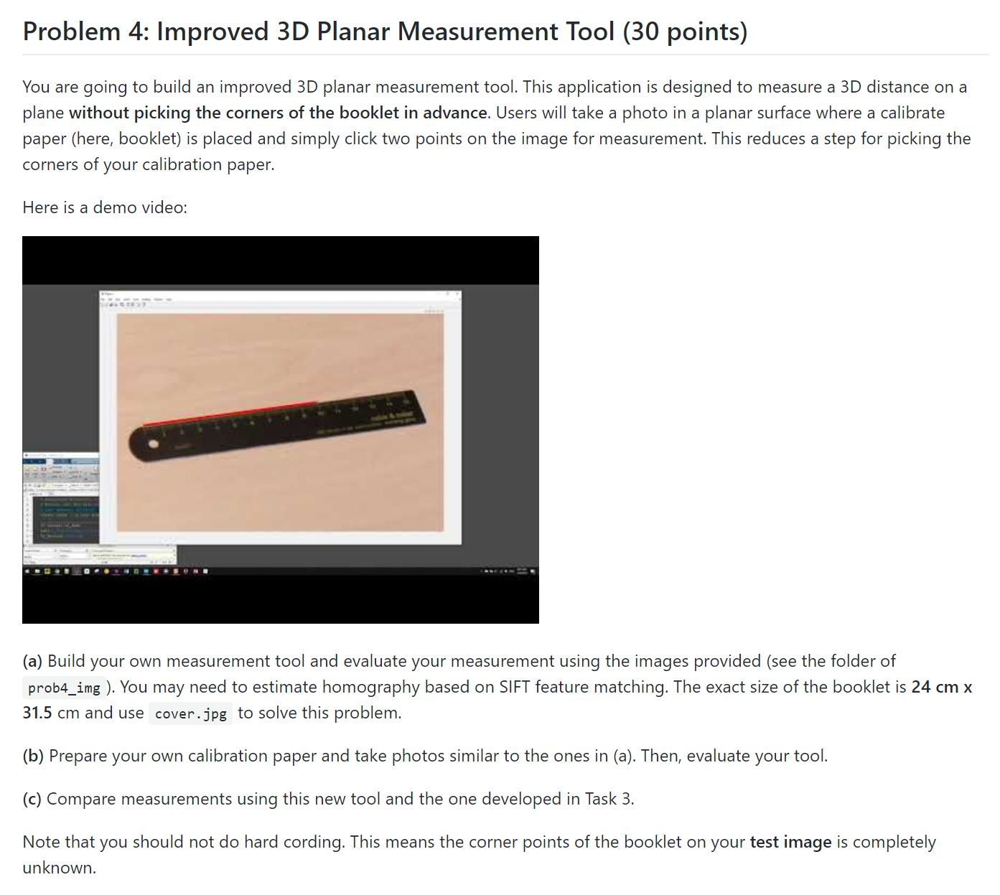 Problem 4: Improved 3D Planar Measurement Tool (30 points)
You are going to build an improved 3D planar measurement tool. This application is designed to measure a 3D distance on a
plane without picking the corners of the booklet in advance. Users will take a photo in a planar surface where a calibrate
paper (here, booklet) is placed and simply click two points on the image for measurement. This reduces a step for picking the
corners of your calibration paper.
Here is a demo video:
(a) Build your own measurement tool and evaluate your measurement using the images provided (see the folder of
prob4_img ). You may need to estimate homography based on SIFT feature matching. The exact size of the booklet is 24 cm x
31.5 cm and use cover.jpg to solve this problem.
(b) Prepare your own calibration paper and take photos similar to the ones in (a). Then, evaluate your tool.
(c) Compare measurements using this new tool and the one developed in Task 3.
Note that you should not do hard cording. This means the corner points of the booklet on your test image is completely
unknown.